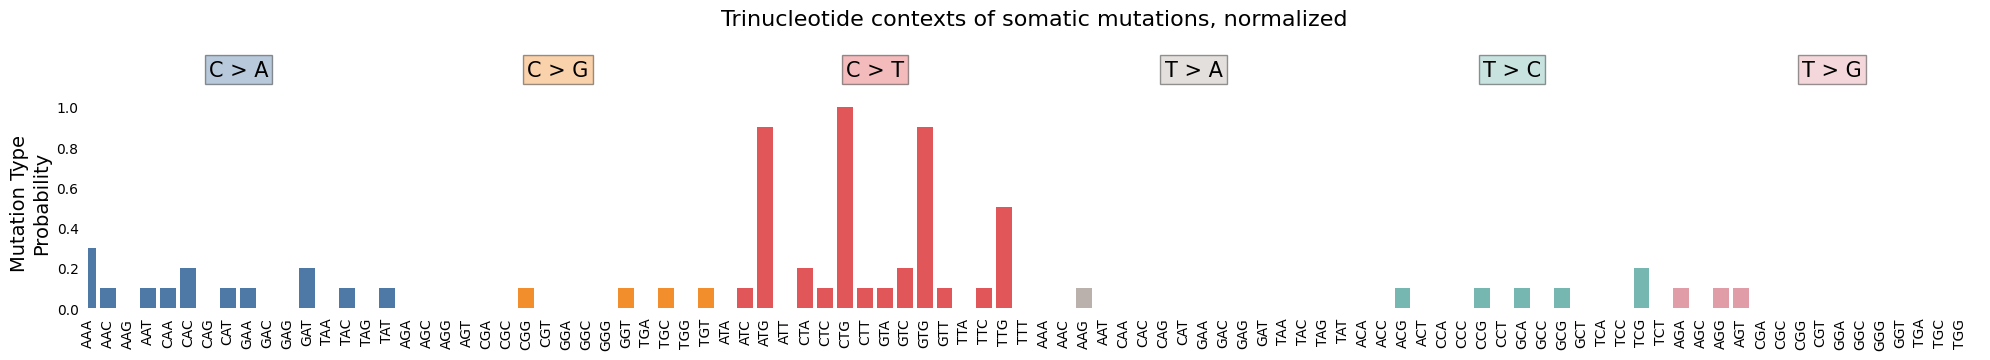 Trinucleotide contexts of somatic mutations, normalized
C > A
C > G
C > T
T > A
T > C
T > G
Mutation Type
Probability
1.0
0.8
0.6
0.4
0.2
0.0
AAA AAC AAG AAT CAA CAC CAG CAT GAA GAC GAG GAT TAA TAC TAG TAT AGA AGC AGG AGT CGA CGC CGG CGT GGA GGC GGG GGT TGA TGC TGG TGT ATA ATC ATG ATT CTA CTC CTG CTT GTA GTC GTG GTT TTA TTC TTG TTT AAA AAC AAG AAT CAA CAC CAG CAT GAA GAC GAG GAT TAA TAC TAG TAT ACA ACC ACG ACT CCA CCC CCG CCT GCA GCC GCG GCT TCA TCC TCG TCT AGA AGC AGG AGT CGA CGC CGG CGT GGA GGC GGG GGT TGA TGC TGG